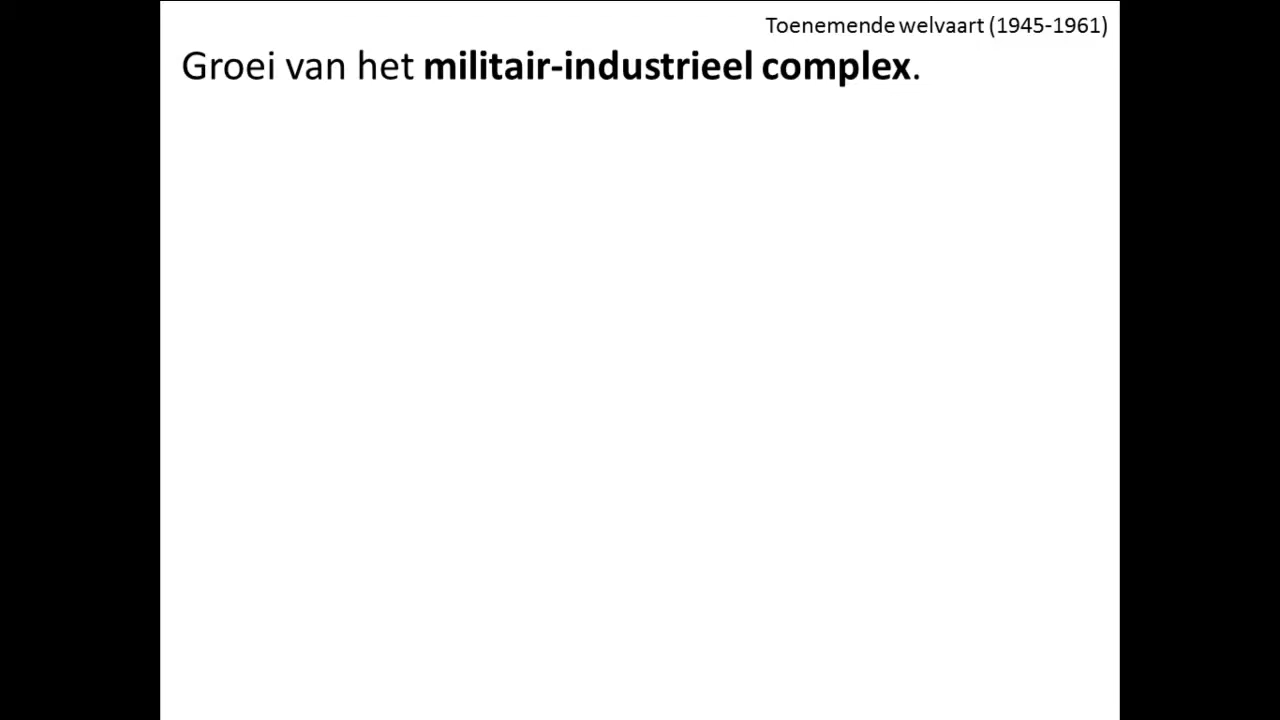 Toenemende welvaart (1945-1961)
Groei van het militair-industrieel complex.